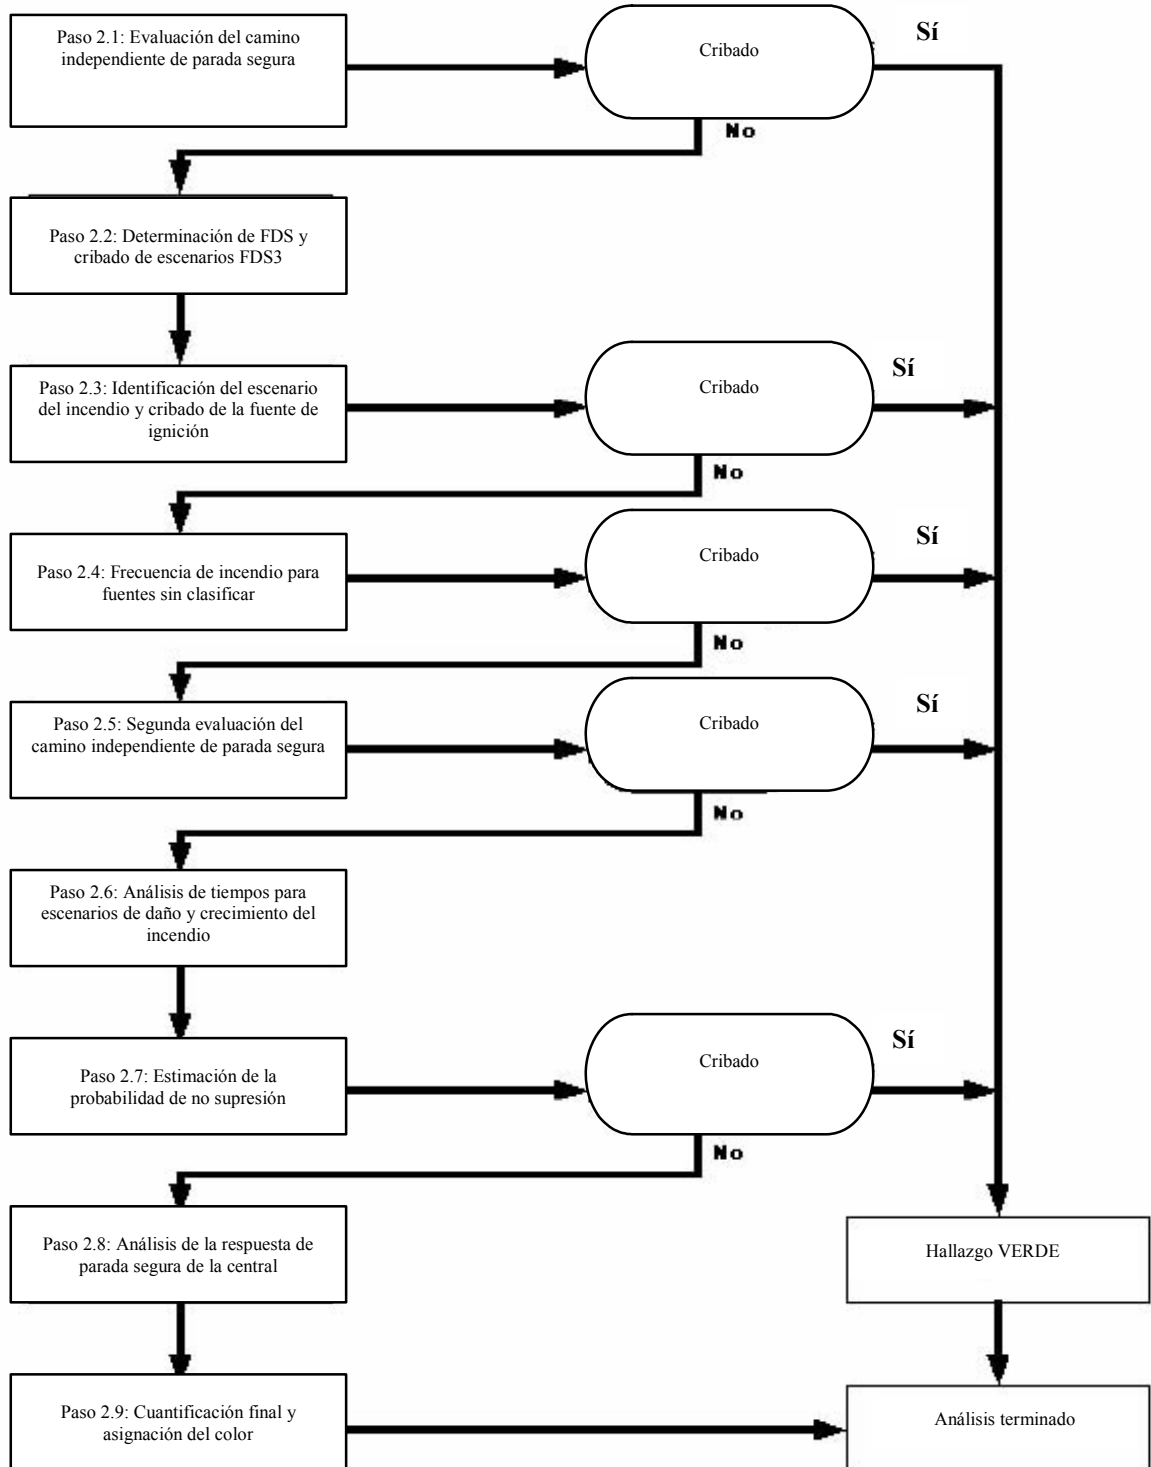 Paso 2.1: Evaluación del camino
independiente de parada segura
Cribado
Sí
No
Paso 2.2: Determinación de FDS y
cribado de escenarios FDS3
Paso 2.3: Identificación del escenario
del incendio y cribado de la fuente de
ignición
Cribado
Sí
No
Paso 2.4: Frecuencia de incendio para
fuentes sin clasificar
Cribado
Sí
No
Paso 2.5: Segunda evaluación del
camino independiente de parada segura
Cribado
Sí
No
Paso 2.6: Análisis de tiempos para
escenarios de daño y crecimiento del
incendio
Paso 2.7: Estimación de la
probabilidad de no supresión
Cribado
Sí
No
Paso 2.8: Análisis de la respuesta de
parada segura de la central
Hallazgo VERDE
Paso 2.9: Cuantificación final y
asignación del color
Análisis terminado